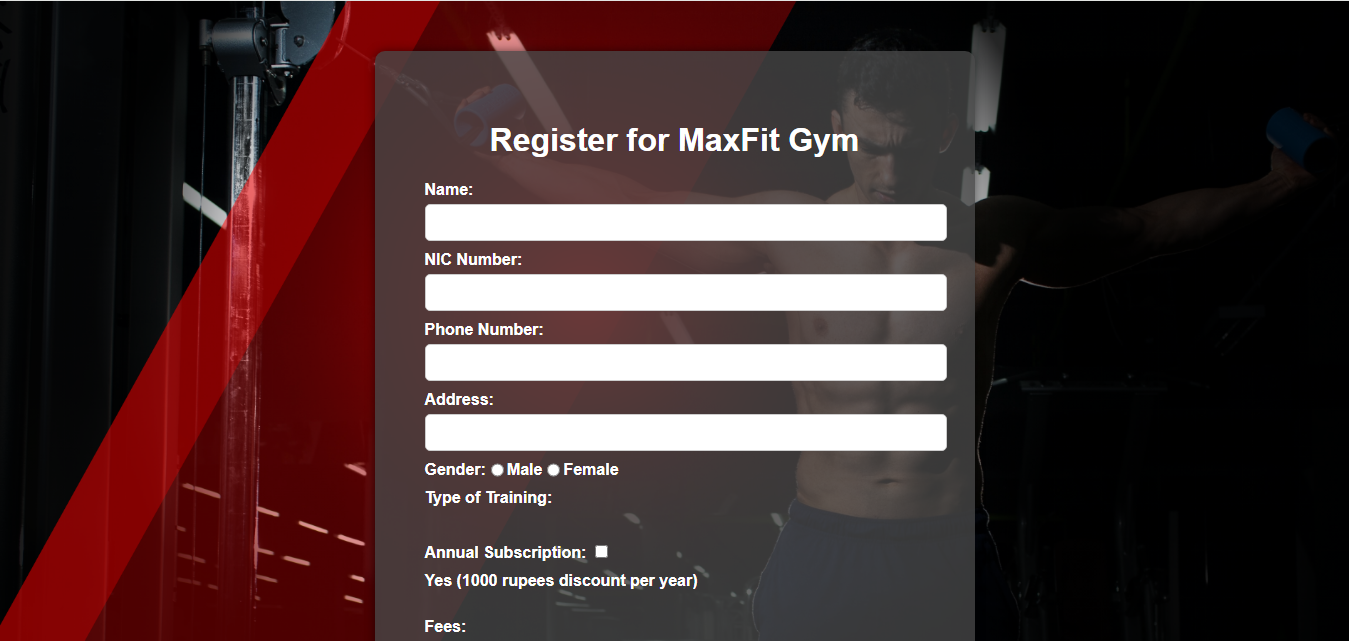 Register for MaxFit Gym
Name:
NIC Number:
Phone Number:
Address:
Gender: Male Female
Type of Training:
Annual Subscription:
Yes (1000 rupees discount per year)
Fees: